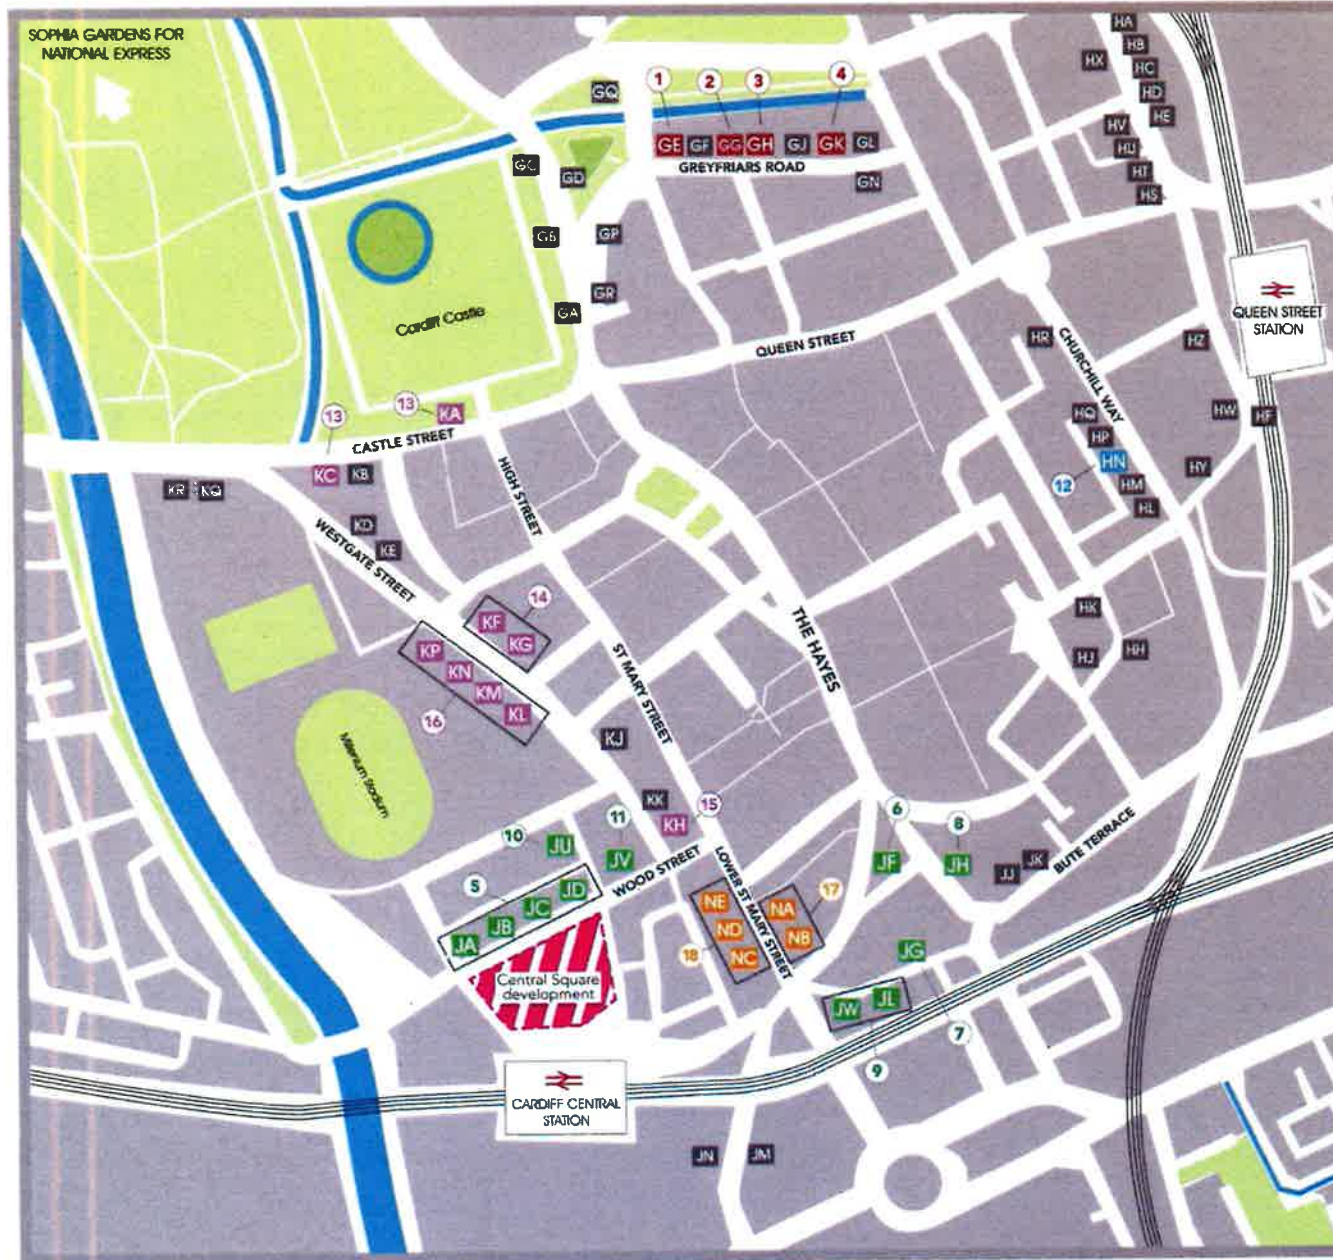 SOPHIA GARDENS FOR
NATIONAL EXPRESS
HA
HB
HX
HC
HD
HE
HV
HU
HT
HS
GQ
1
2
3
4
GE GF GG GH GJ GK GL
GREYFRIARS ROAD
GN
GC
GD
GB
GP
GR
GA
Cardiff Castle
QUEEN STREET
QUEEN STREET
STATION
HR
CHURCHILL WAY
HZ
HW
HF
HQ
HP
HN
12
HM
HL
HY
13
13
KA
CASTLE STREET
KC
KB
KR
KQ
HIGH STREET
KD
KE
WESTGATE STREET
14
KF
KG
KP
KN
KM
KL
16
ST MARY STREET
THE HAYES
HK
HJ
HH
Millenium Stadium
KJ
KK
KH
15
6
8
JF
JH
JJ
JK
BUTE TERRACE
10
JU
11
JV
WOOD STREET
5
JA
JB
JC
JD
LOWER ST MARY STREET
NE
ND
NC
18
NA
NB
17
JG
JW
JL
7
9
Central Square
development
CARDIFF CENTRAL
STATION
JN
JM